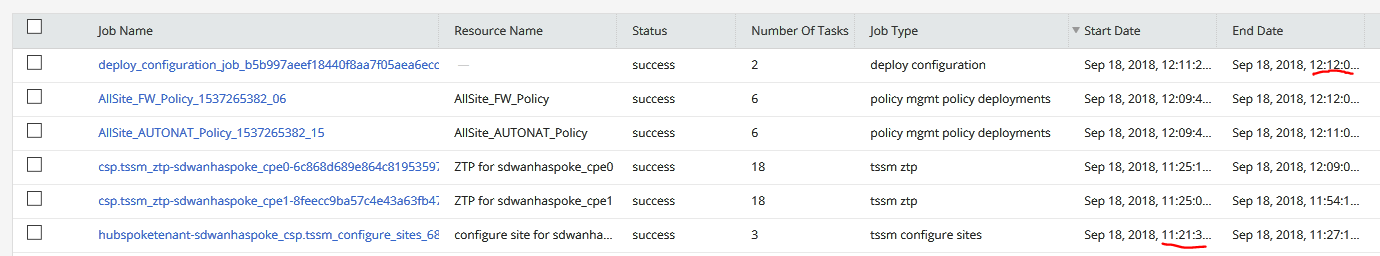 Job Name Resource Name Status Number Of Tasks Job Type Start Date End Date
deploy_configuration_job_b5b997aeef18440f8aa7f05aea6ecc — success 2 deploy configuration Sep 18, 2018, 12:11:2... Sep 18, 2018, 12:12:0...
AllSite_FW_Policy_1537265382_06 AllSite_FW_Policy success 6 policy mgmt policy deployments Sep 18, 2018, 12:09:4... Sep 18, 2018, 12:12:0...
AllSite_AUTONAT_Policy_1537265382_15 AllSite_AUTONAT_Policy success 6 policy mgmt policy deployments Sep 18, 2018, 12:09:4... Sep 18, 2018, 12:11:0...
csp.tssm_ztp-sdwanhaspoke_cpe0-6c868d689e864c81953597 ZTP for sdwanhaspoke_cpe0 success 18 tssm ztp Sep 18, 2018, 11:25:1... Sep 18, 2018, 12:09:0...
csp.tssm_ztp-sdwanhaspoke_cpe1-8feecc9ba57c4e43a63fb47 ZTP for sdwanhaspoke_cpe1 success 18 tssm ztp Sep 18, 2018, 11:25:0... Sep 18, 2018, 11:54:1...
hubspoketenant-sdwanhaspoke_csp.tssm_configure_sites_68 configure site for sdwanha... success 3 tssm configure sites Sep 18, 2018, 11:21:3... Sep 18, 2018, 11:27:1...